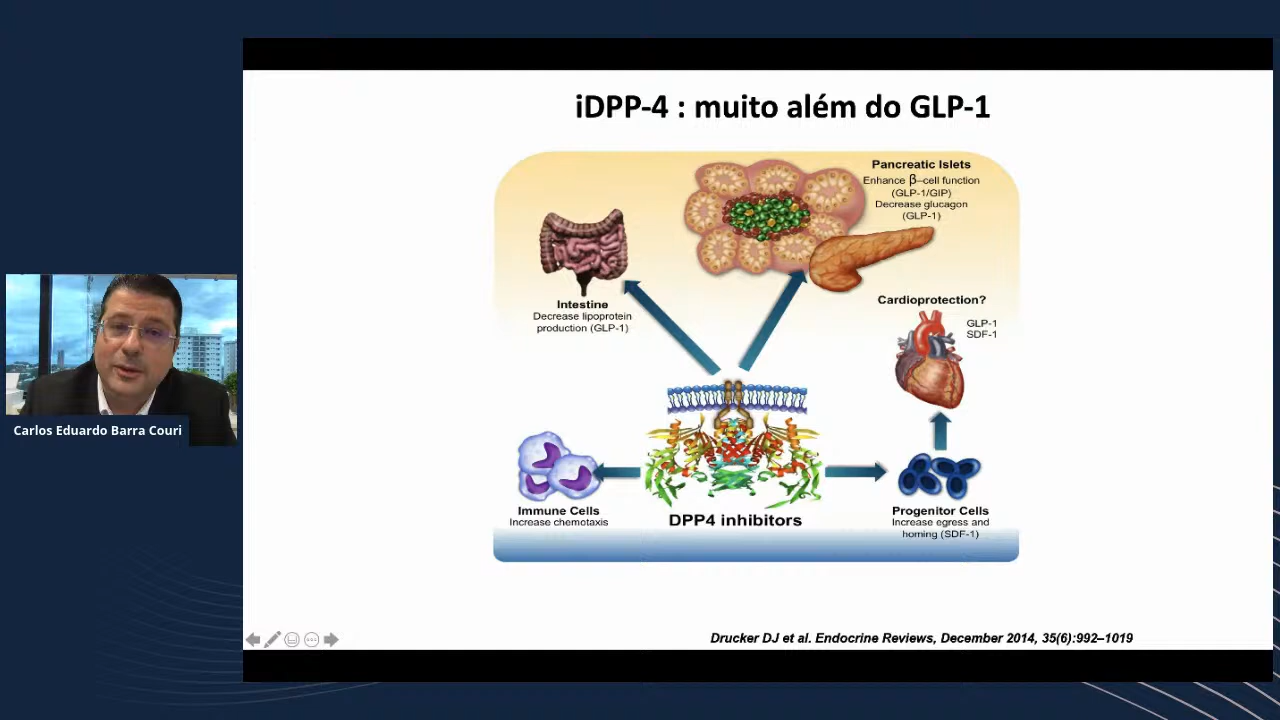 iDPP-4 : muito além do GLP-1
Pancreatic Islets
Enhance β–cell function
(GLP-1/GIP)
Decrease glucagon
(GLP-1)
Intestine
Decrease lipoprotein
production (GLP-1)
Cardioprotection?
GLP-1
SDF-1
Carlos Eduardo Barra Couri
Immune Cells
Increase chemotaxis
DPP4 inhibitors
Progenitor Cells
Increase egress and
homing (SDF-1)
Drucker DJ et al. Endocrine Reviews, December 2014, 35(6):992–1019